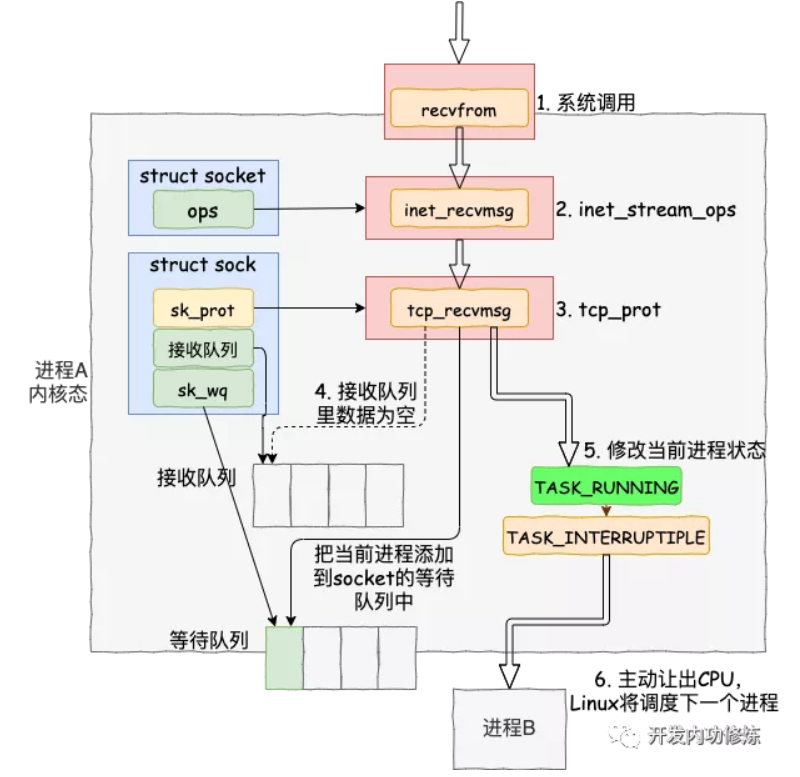 recvfrom
1. 系统调用
struct socket
ops
inet_recvmsg
2. inet_stream_ops
struct sock
sk_prot
tcp_recvmsg
3. tcp_prot
接收队列
sk_wq
进程A
内核态
4. 接收队列
里数据为空
5. 修改当前进程状态
接收队列
TASK_RUNNING
TASK_INTERRUPTIPLE
把当前进程添加
到socket的等待
队列中
等待队列
6. 主动让出CPU，
Linux将调度下一个进程
进程B
开发内功修炼